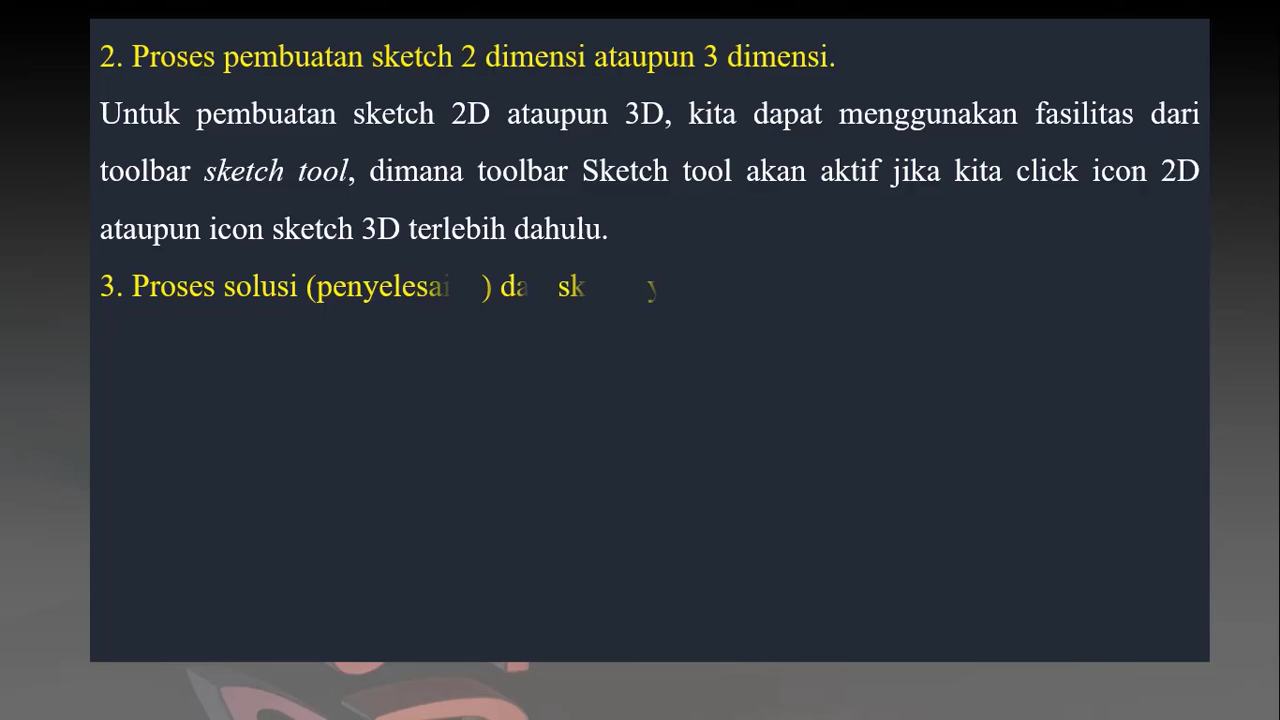 2. Proses pembuatan sketch 2 dimensi ataupun 3 dimensi.
Untuk pembuatan sketch 2D ataupun 3D, kita dapat menggunakan fasilitas dari
toolbar sketch tool, dimana toolbar Sketch tool akan aktif jika kita click icon 2D
ataupun icon sketch 3D terlebih dahulu.
3. Proses solusi